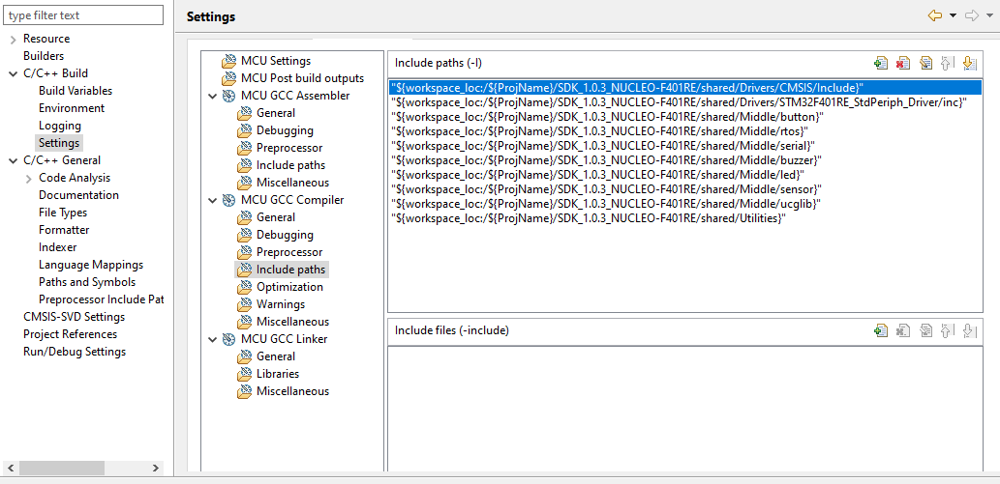 type filter text
Resource
Builders
C/C++ Build
Build Variables
Environment
Logging
Settings
C/C++ General
Code Analysis
Documentation
File Types
Formatter
Indexer
Language Mappings
Paths and Symbols
Preprocessor Include Pat
CMSIS-SVD Settings
Project References
Run/Debug Settings
Settings
MCU Settings
MCU Post build outputs
MCU GCC Assembler
General
Debugging
Preprocessor
Include paths
Miscellaneous
MCU GCC Compiler
General
Debugging
Preprocessor
Include paths
Optimization
Warnings
Miscellaneous
MCU GCC Linker
General
Libraries
Miscellaneous
Include paths (-I)
"${workspace_loc:/${ProjName}/SDK_1.0.3_NUCLEO-F401RE/shared/Drivers/CMSIS/Include}"
"${workspace_loc:/${ProjName}/SDK_1.0.3_NUCLEO-F401RE/shared/Drivers/STM32F401RE_StdPeriph_Driver/inc}"
"${workspace_loc:/${ProjName}/SDK_1.0.3_NUCLEO-F401RE/shared/Middle/button}"
"${workspace_loc:/${ProjName}/SDK_1.0.3_NUCLEO-F401RE/shared/Middle/rtos}"
"${workspace_loc:/${ProjName}/SDK_1.0.3_NUCLEO-F401RE/shared/Middle/serial}"
"${workspace_loc:/${ProjName}/SDK_1.0.3_NUCLEO-F401RE/shared/Middle/buzzer}"
"${workspace_loc:/${ProjName}/SDK_1.0.3_NUCLEO-F401RE/shared/Middle/led}"
"${workspace_loc:/${ProjName}/SDK_1.0.3_NUCLEO-F401RE/shared/Middle/sensor}"
"${workspace_loc:/${ProjName}/SDK_1.0.3_NUCLEO-F401RE/shared/Middle/ucglib}"
"${workspace_loc:/${ProjName}/SDK_1.0.3_NUCLEO-F401RE/shared/Utilities}"
Include files (-include)